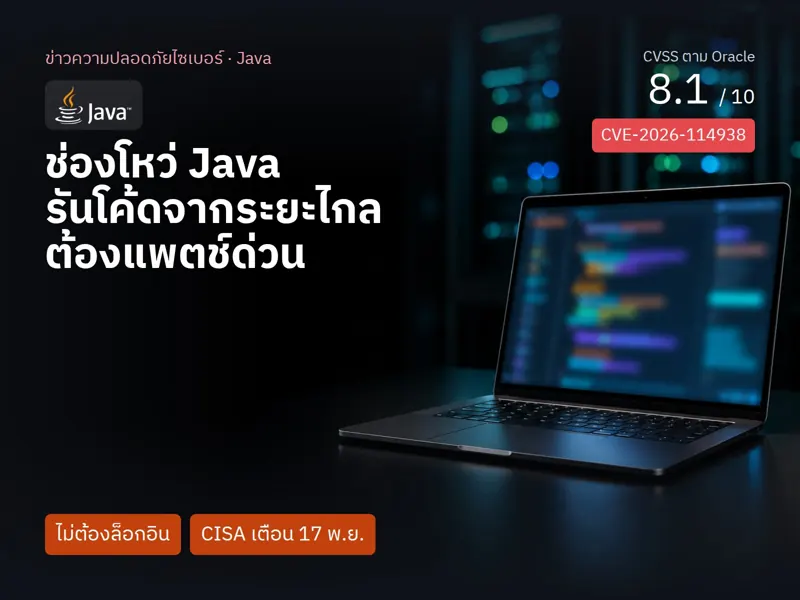 ข่าวความปลอดภัยไซเบอร์ · Java
Java™
ช่องโหว่ Java
รันโค้ดจากระยะไกล
ต้องแพตช์ด่วน
CVSS ตาม Oracle
8.1 / 10
CVE-2026-114938
ไม่ต้องล็อกอิน
CISA เตือน 17 พ.ย.